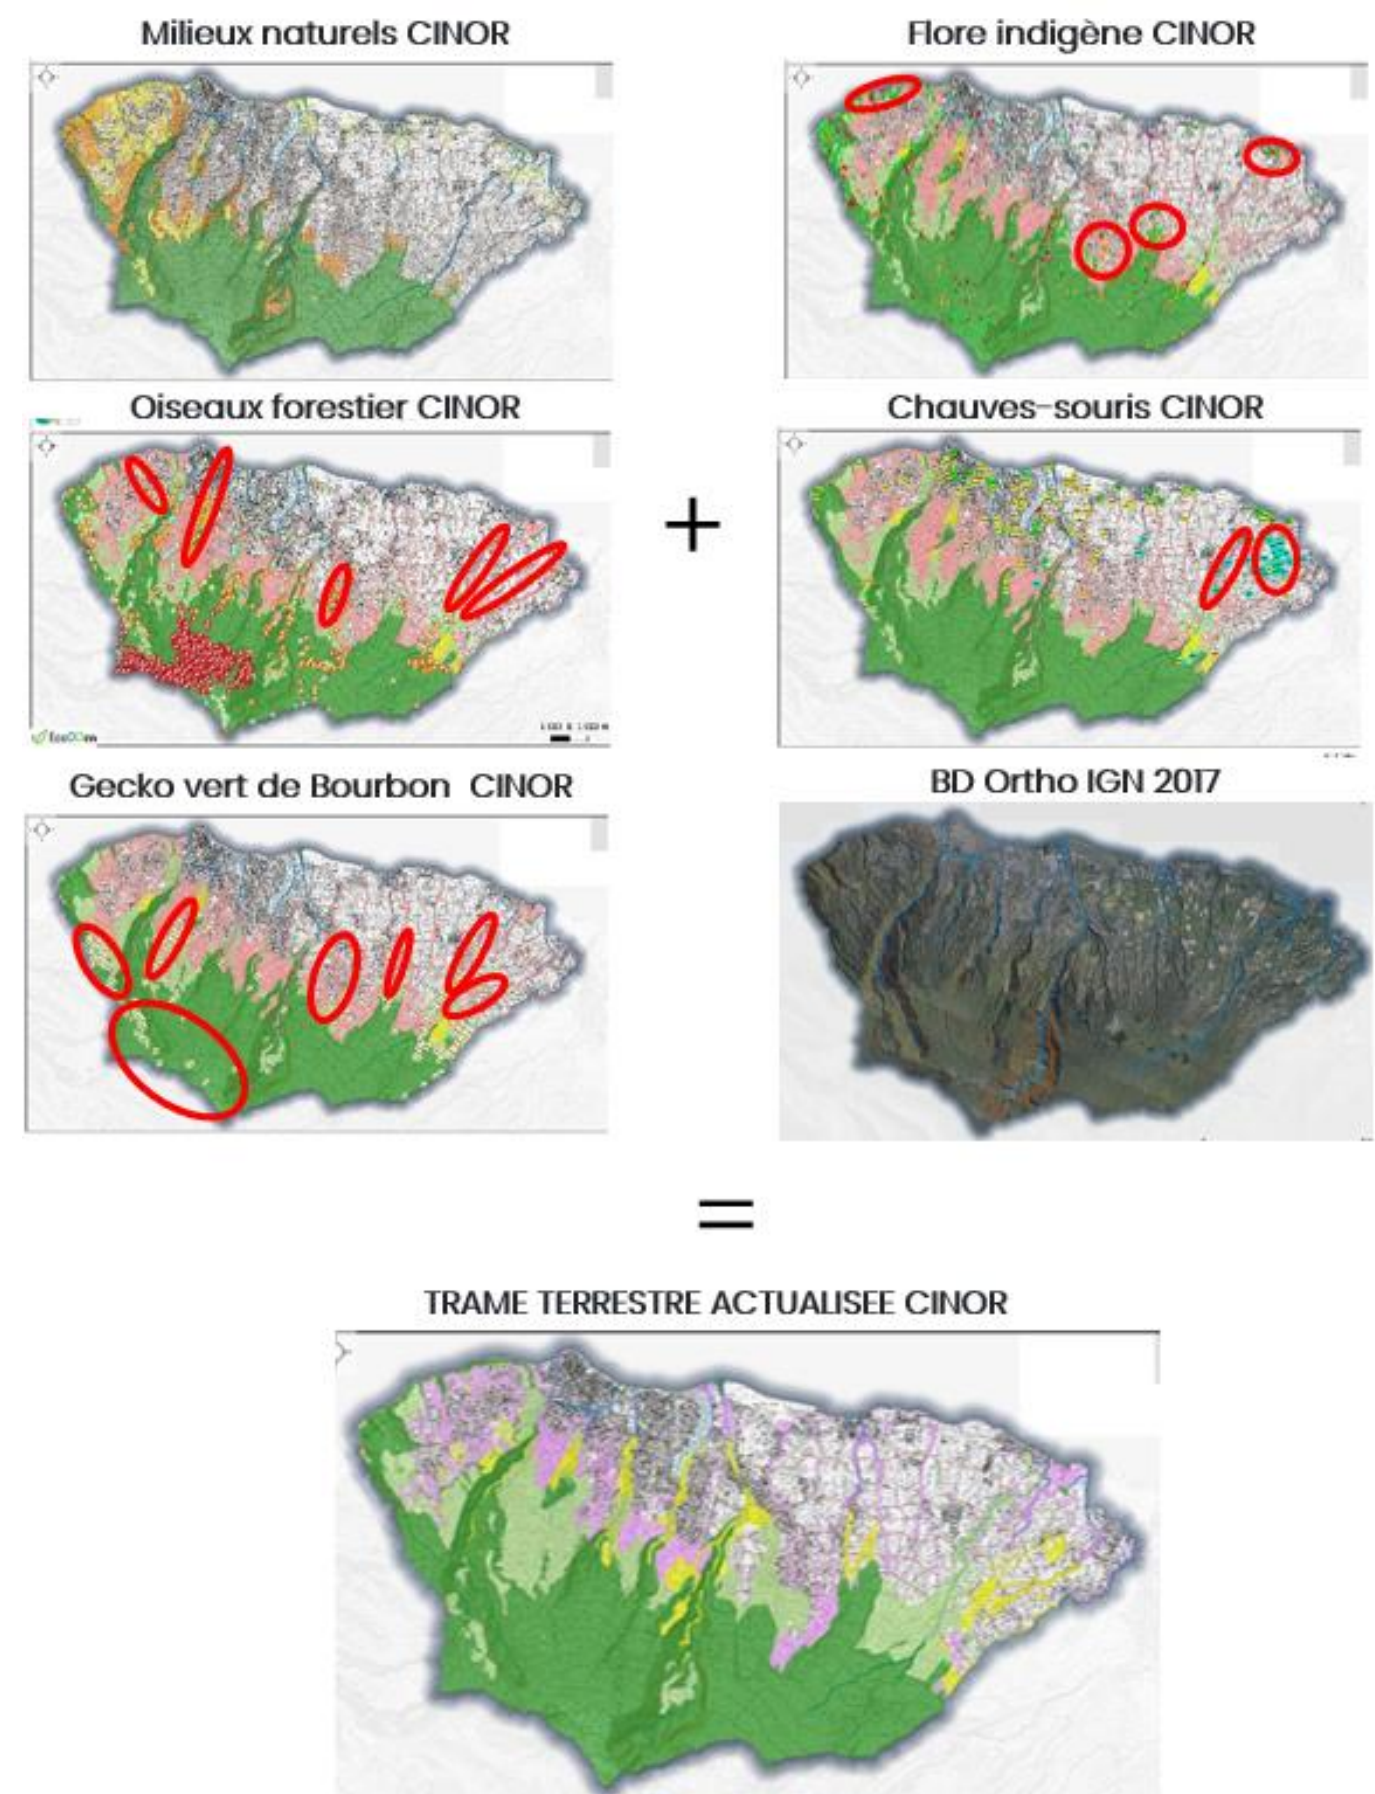 Milieux naturels CINOR
Flore indigène CINOR
Oiseaux forestier CINOR
Chauves-souris CINOR
+
Gecko vert de Bourbon CINOR
BD Ortho IGN 2017
=
TRAME TERRESTRE ACTUALISEE CINOR